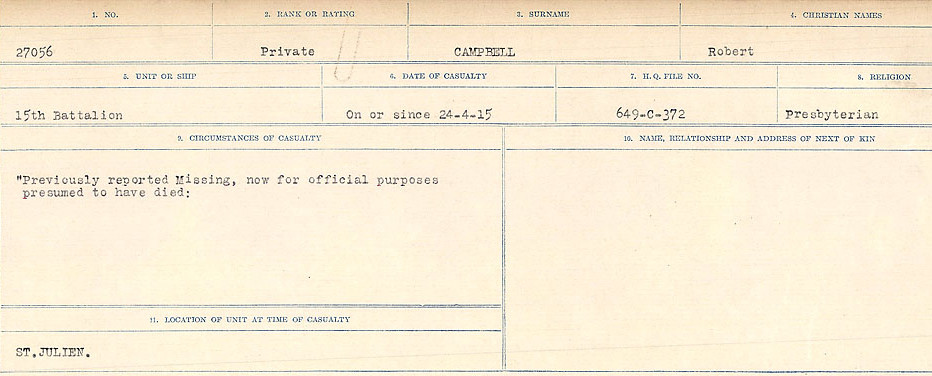 1. NO. 2. RANK OR RATING 3. SURNAME 4. CHRISTIAN NAMES
27056 Private CAMPBELL Robert
5. UNIT OR SHIP 6. DATE OF CASUALTY 7. H. Q. FILE NO. 8. RELIGION
15th Battalion On or since 24-4-15 649-C-372 Presbyterian
9. CIRCUMSTANCES OF CASUALTY 10. NAME, RELATIONSHIP AND ADDRESS OF NEXT OF KIN
"Previously reported Missing, now for official purposes
presumed to have died:
11. LOCATION OF UNIT AT TIME OF CASUALTY
ST.JULIEN.